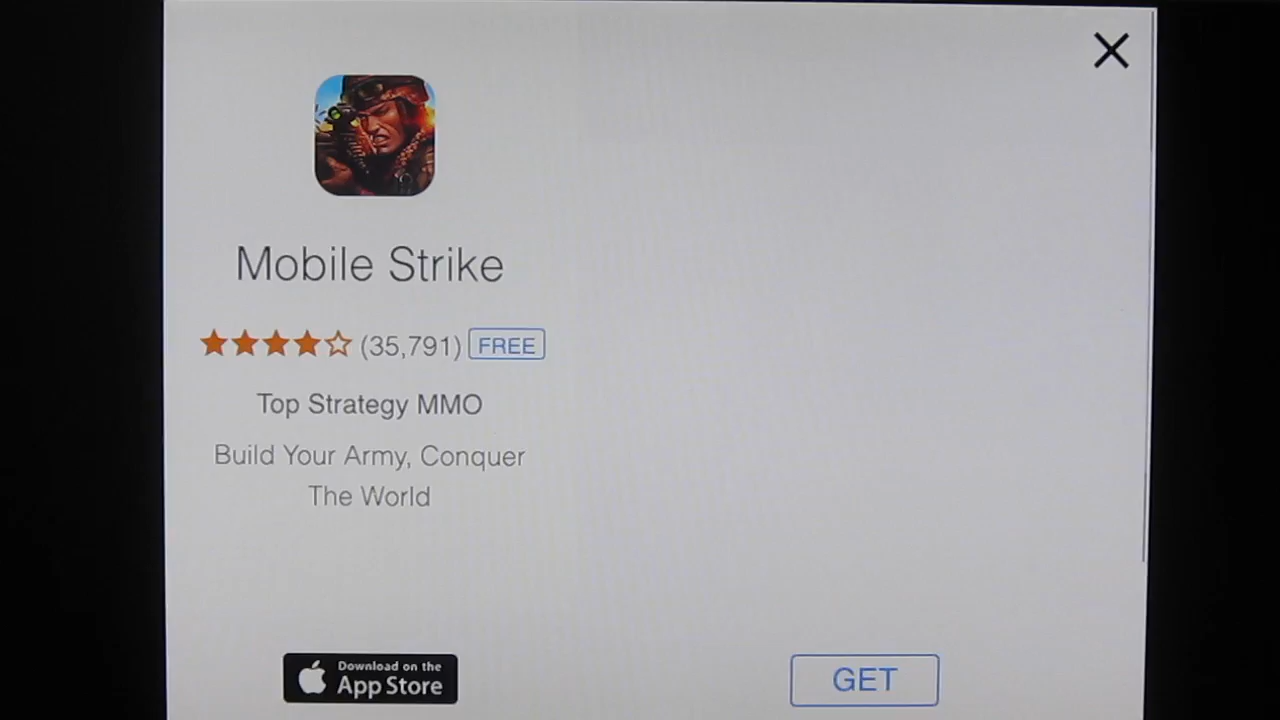 Mobile Strike
(35,791) FREE
Top Strategy MMO
Build Your Army, Conquer
The World
Download on the
App Store
GET